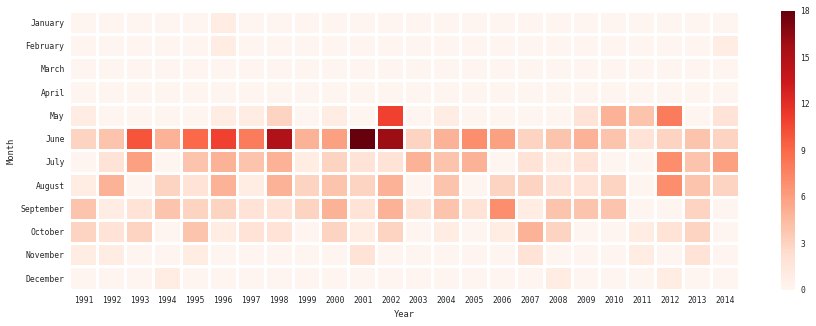 January
February
March
April
May
June
July
August
September
October
November
December
Month
1991 1992 1993 1994 1995 1996 1997 1998 1999 2000 2001 2002 2003 2004 2005 2006 2007 2008 2009 2010 2011 2012 2013 2014
Year
18
15
12
9
6
3
0